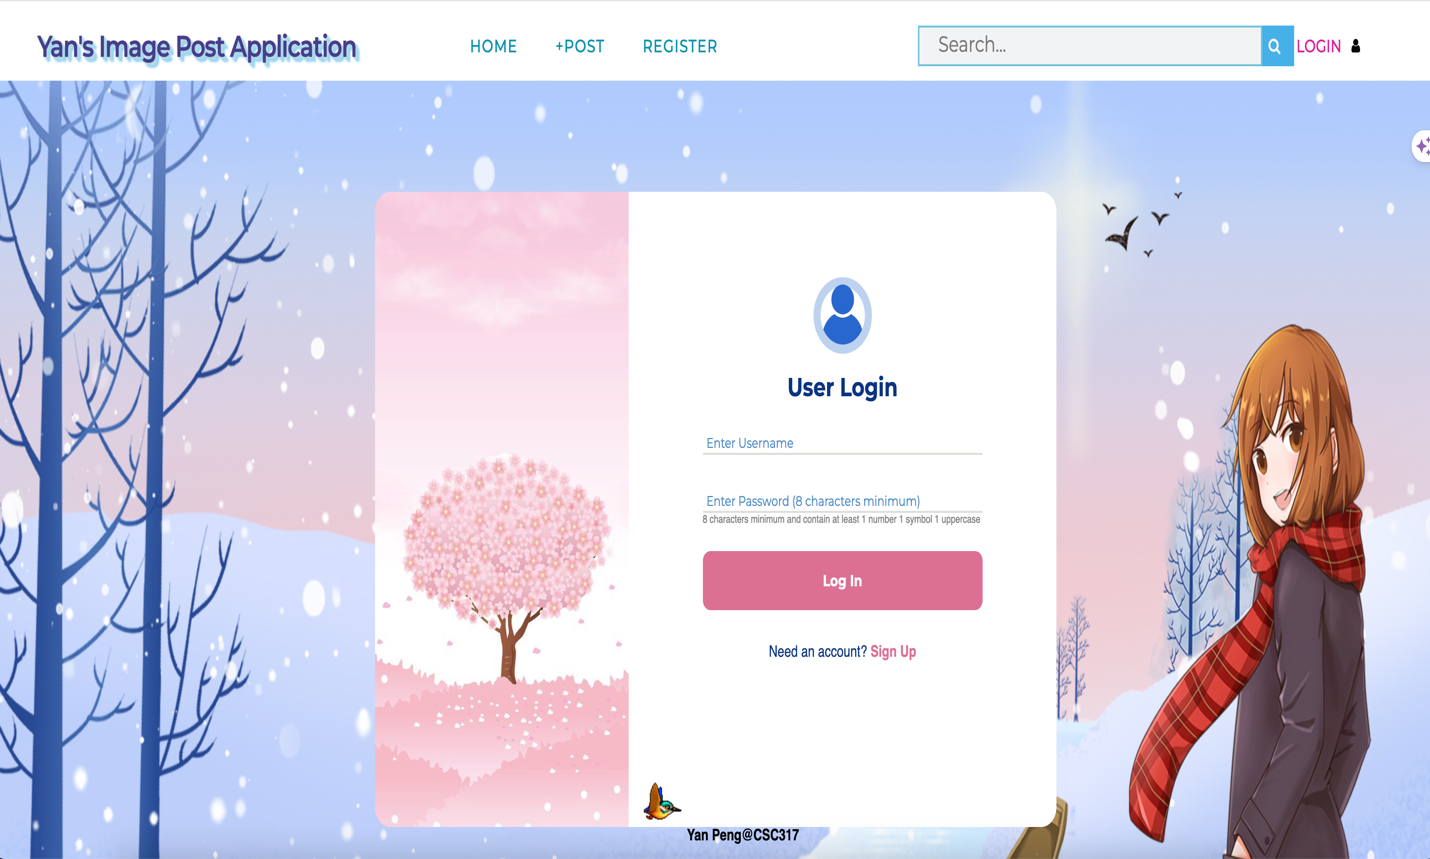 Yan's Image Post Application
HOME
+POST
REGISTER
Search...
LOGIN
User Login
Enter Username
Enter Password (8 characters minimum)
8 characters minimum and contain at least 1 number 1 symbol 1 uppercase
Log In
Need an account? Sign Up
Yan Peng@CSC317